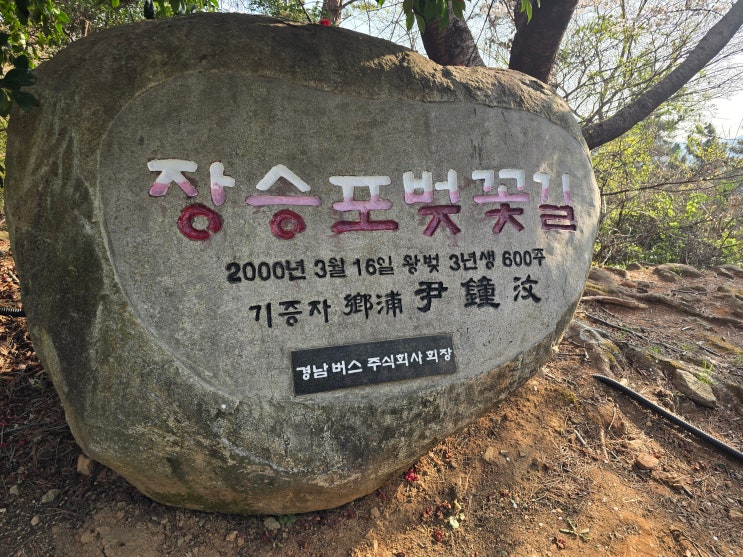 장승포벚꽃길
2000년 3월 16일 왕벚 3년생 600주
기증자 鄕浦 尹鐘汶
경남버스 주식회사 회장